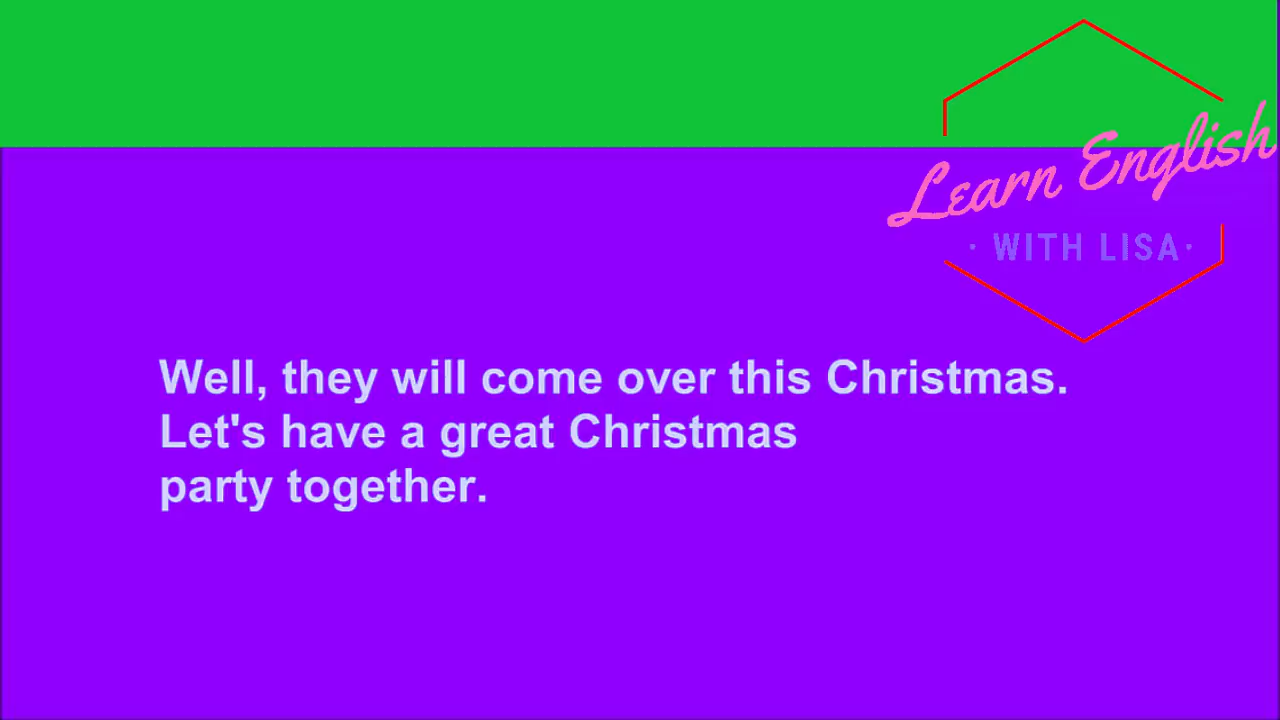 Learn English
· WITH LISA·
Well, they will come over this Christmas.
Let's have a great Christmas
party together.